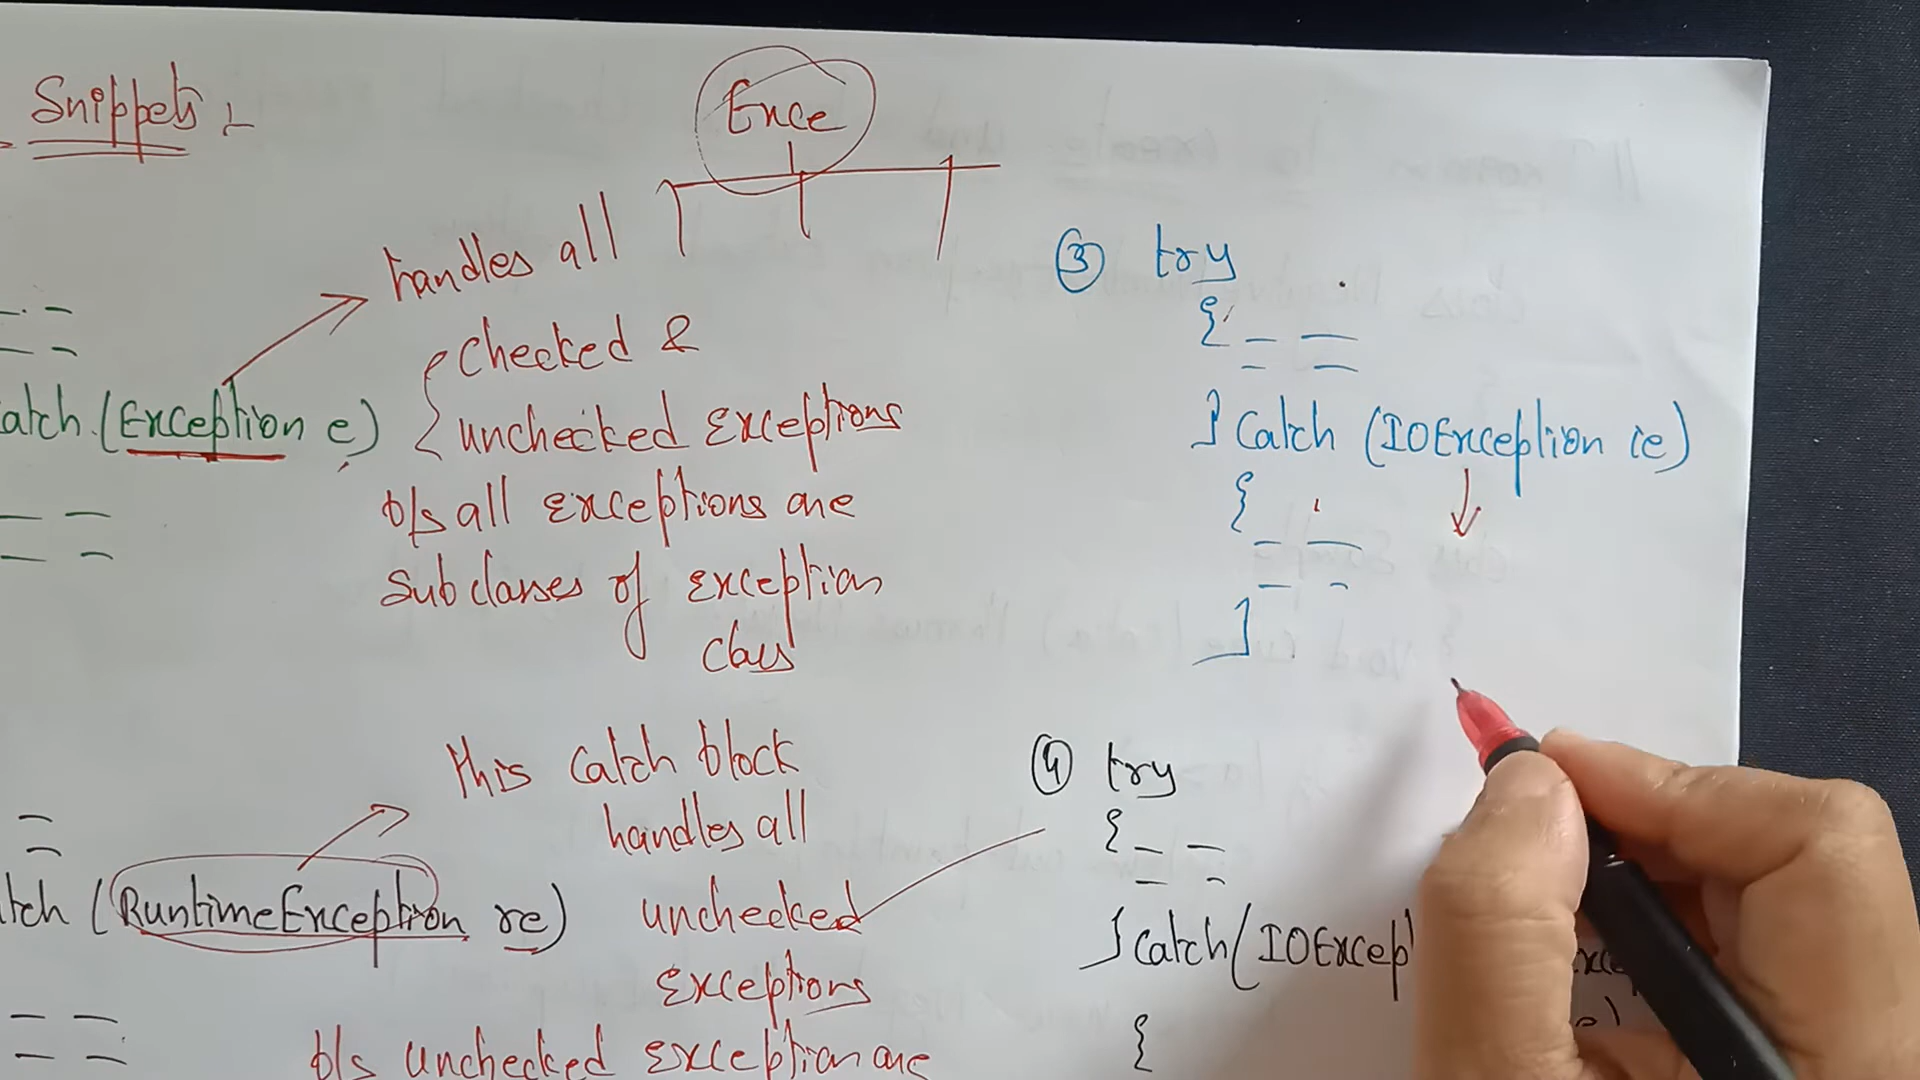 Snippets :-
Ence
handles all
Checked &
unchecked Exceptions
b/s all exceptions are
subclasses of exception
class
atch (Exception e)
this catch block
handles all
unchecked
Exceptions
b/s unchecked exception are
tch (RuntimeException re)
③ try
{
} Catch (IOException ie)
{
}
④ try
{
} Catch (IOExcep
{